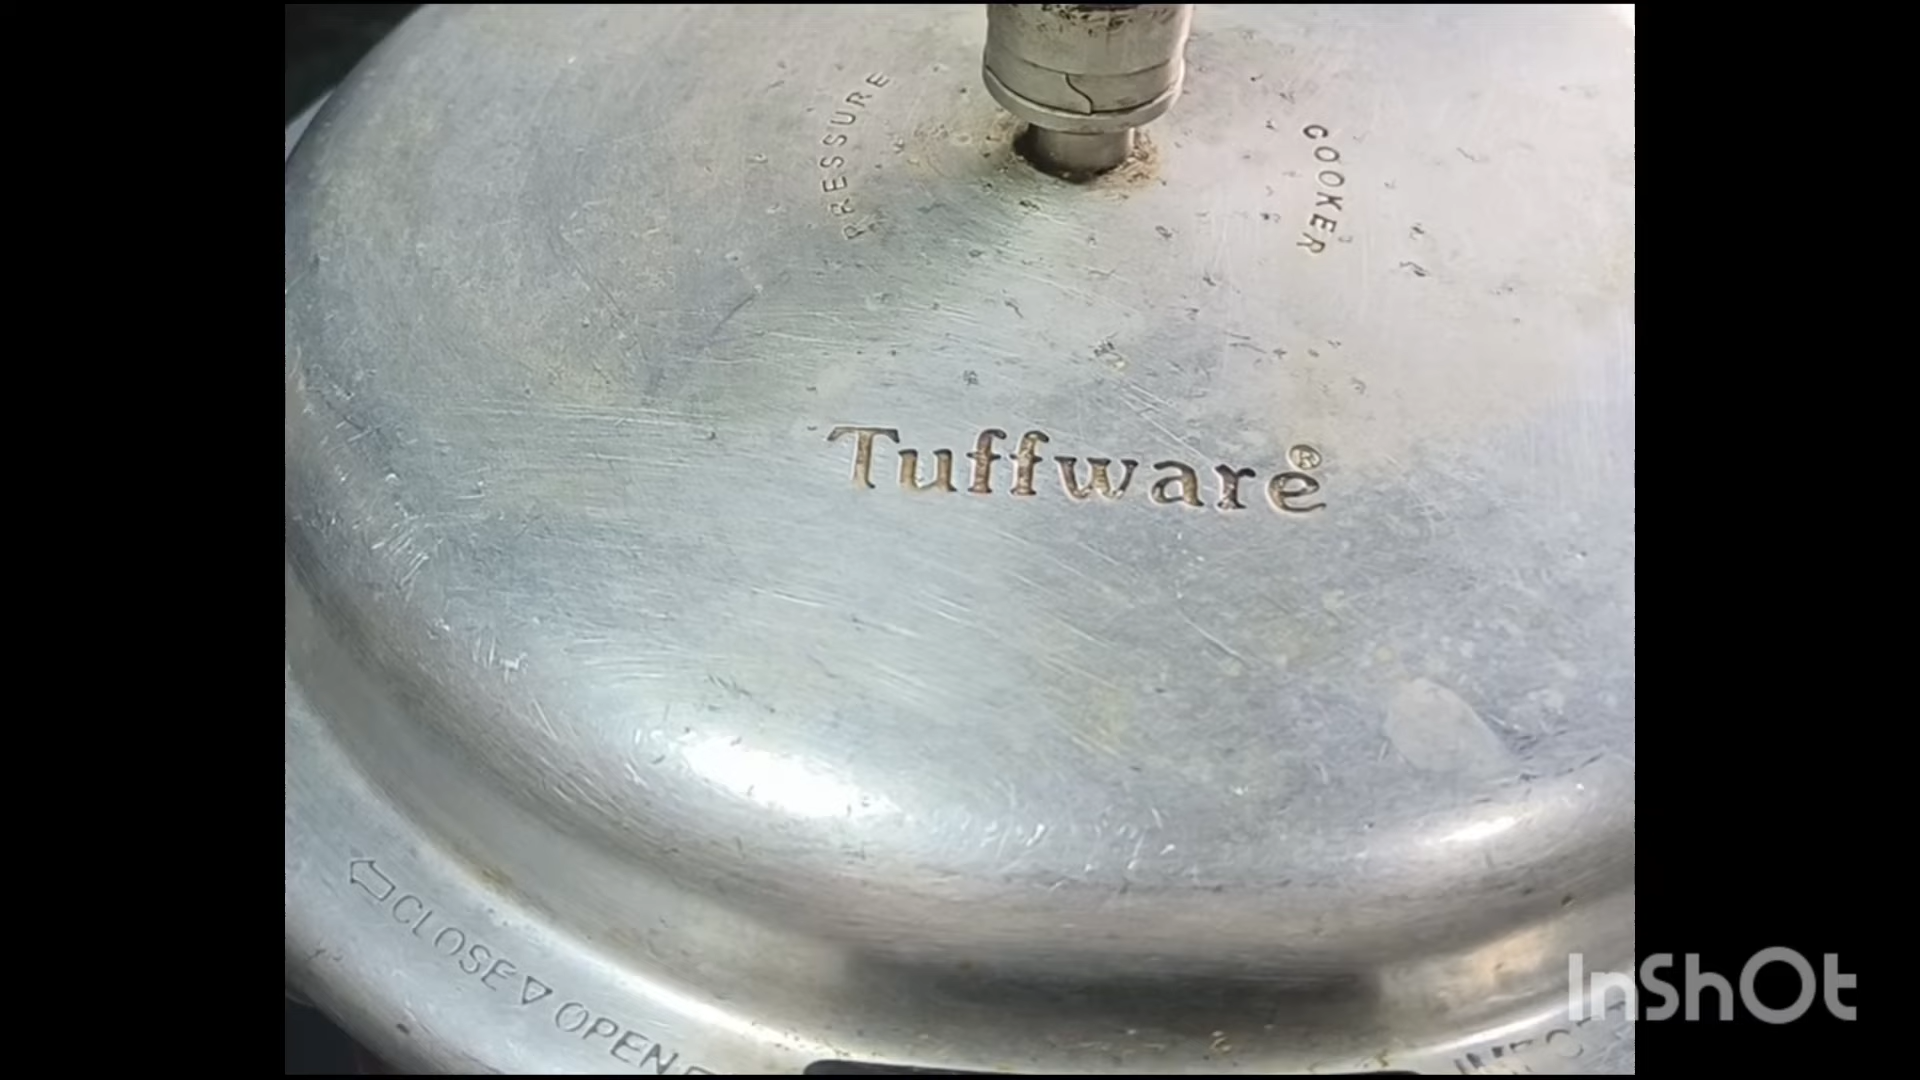 PRESSURE
COOKER
Tuffware®
CLOSE OPEN
InShOt